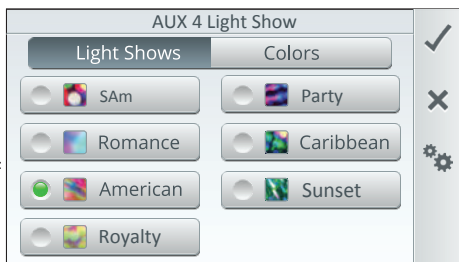 AUX 4 Light Show
Light Shows Colors
SAm Party
Romance Caribbean
American Sunset
Royalty